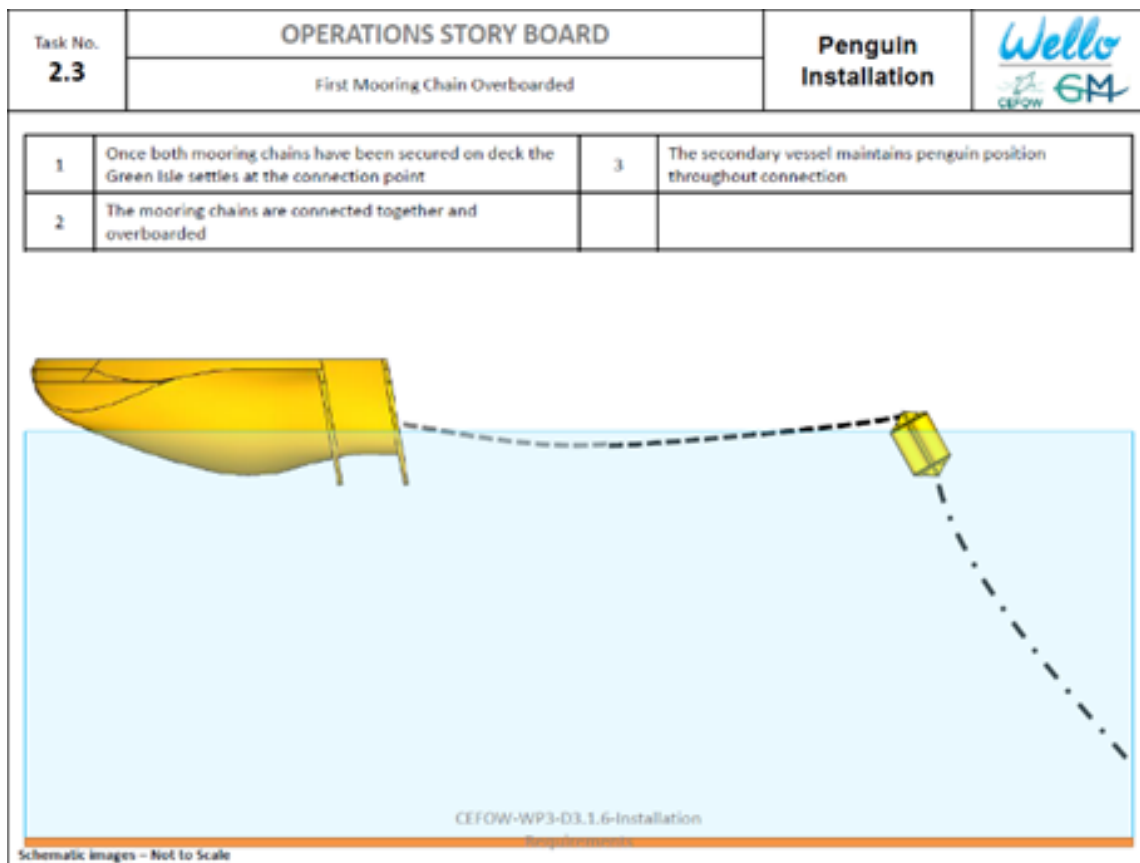 Task No.
2.3
OPERATIONS STORY BOARD
First Mooring Chain Overboarded
Penguin
Installation
Wello
CEFOW GM
1
Once both mooring chains have been secured on deck the
Green Isle settles at the connection point
2
The mooring chains are connected together and
overboarded
3
The secondary vessel maintains penguin position
throughout connection
CEFOW-WP3-D3.1.6-Installation
Requirements
Schematic images – Not to Scale